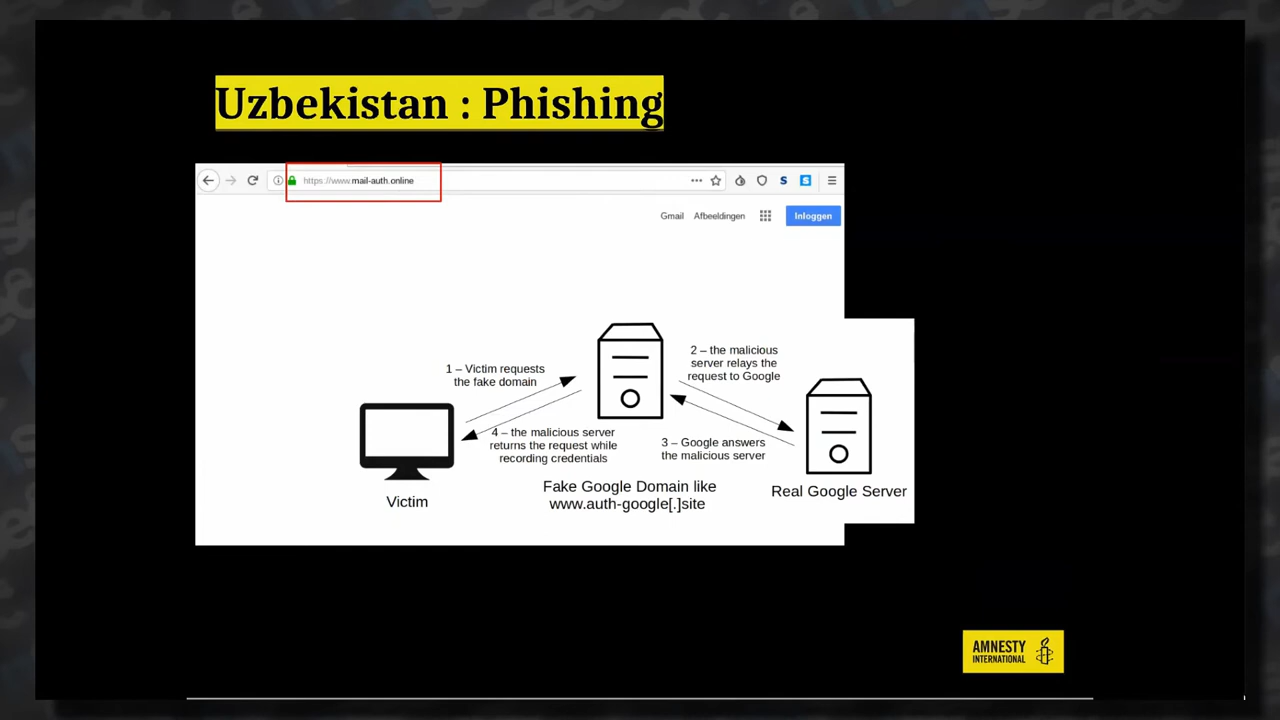 Uzbekistan : Phishing
https://www.mail-auth.online
Gmail Afbeeldingen Inloggen
1 – Victim requests
the fake domain
2 – the malicious
server relays the
request to Google
4 – the malicious server
returns the request while
recording credentials
3 – Google answers
the malicious server
Victim
Fake Google Domain like
www.auth-google[.]site
Real Google Server
AMNESTY
INTERNATIONAL